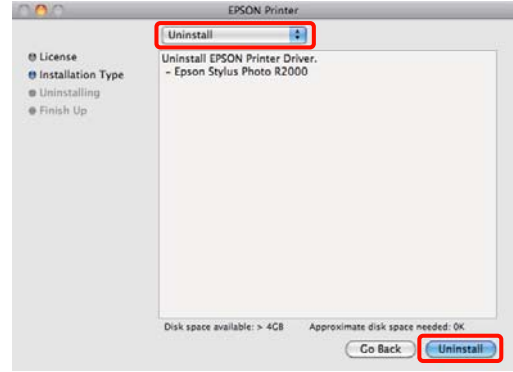 EPSON Printer
Uninstall
License
Installation Type
Uninstalling
Finish Up
Uninstall EPSON Printer Driver.
- Epson Stylus Photo R2000
Disk space available: > 4GB Approximate disk space needed: 0K
Go Back Uninstall